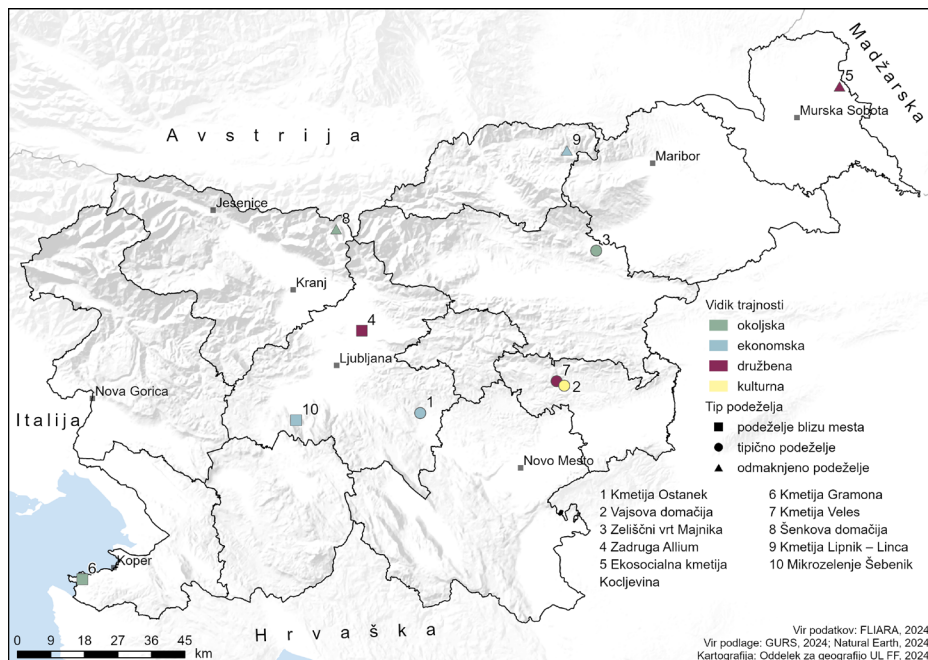 Madžarska
5
Murska Sobota
Avstrija
9
Maribor
Jesenice
8
3
Kranj
4
Ljubljana
Nova Gorica
Italija
7
2
10
1
Novo Mesto
Koper
6
Hrvaška
Vidik trajnosti
okoljska
ekonomska
družbena
kulturna
Tip podeželja
podeželje blizu mesta
tipično podeželje
odmaknjeno podeželje
1 Kmetija Ostanek
2 Vajsova domačija
3 Zeliščni vrt Majnika
4 Zadruga Allium
5 Ekosocialna kmetija
Kocljevina
6 Kmetija Gramona
7 Kmetija Veles
8 Šenkova domačija
9 Kmetija Lipnik – Linca
10 Mikrozelenje Šebenik
0 9 18 27 36 45
km
Vir podatkov: FLIARA, 2024
Vir podlage: GURS, 2024; Natural Earth, 2024
Kartografija: Oddelek za geografijo UL FF, 2024